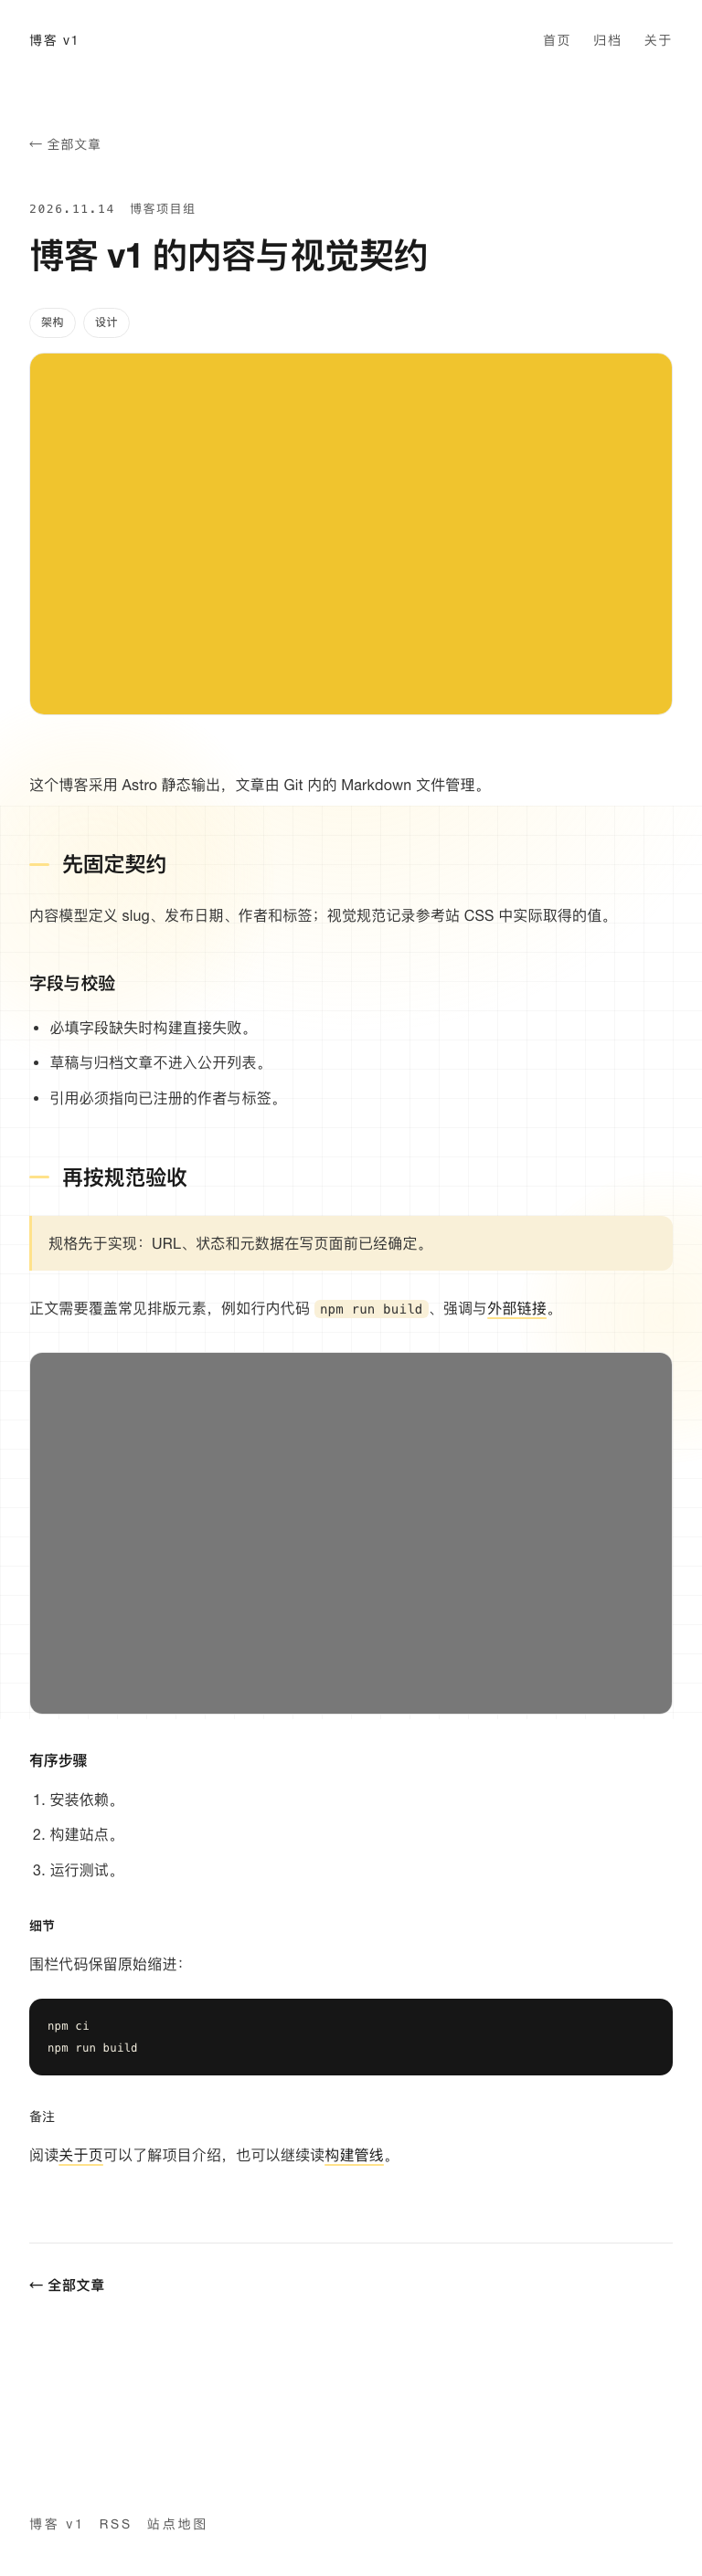 博客 v1
首页 归档 关于
← 全部文章
2026.11.14 博客项目组
博客 v1 的内容与视觉契约
架构 设计
这个博客采用 Astro 静态输出，文章由 Git 内的 Markdown 文件管理。
先固定契约
内容模型定义 slug、发布日期、作者和标签；视觉规范记录参考站 CSS 中实际取得的值。
字段与校验
• 必填字段缺失时构建直接失败。
• 草稿与归档文章不进入公开列表。
• 引用必须指向已注册的作者与标签。
再按规范验收
规格先于实现：URL、状态和元数据在写页面前已经确定。
正文需要覆盖常见排版元素，例如行内代码 npm run build、强调与外部链接。
有序步骤
1. 安装依赖。
2. 构建站点。
3. 运行测试。
细节
围栏代码保留原始缩进：
npm ci
npm run build
备注
阅读关于页可以了解项目介绍，也可以继续读构建管线。
← 全部文章
博客 v1 RSS 站点地图